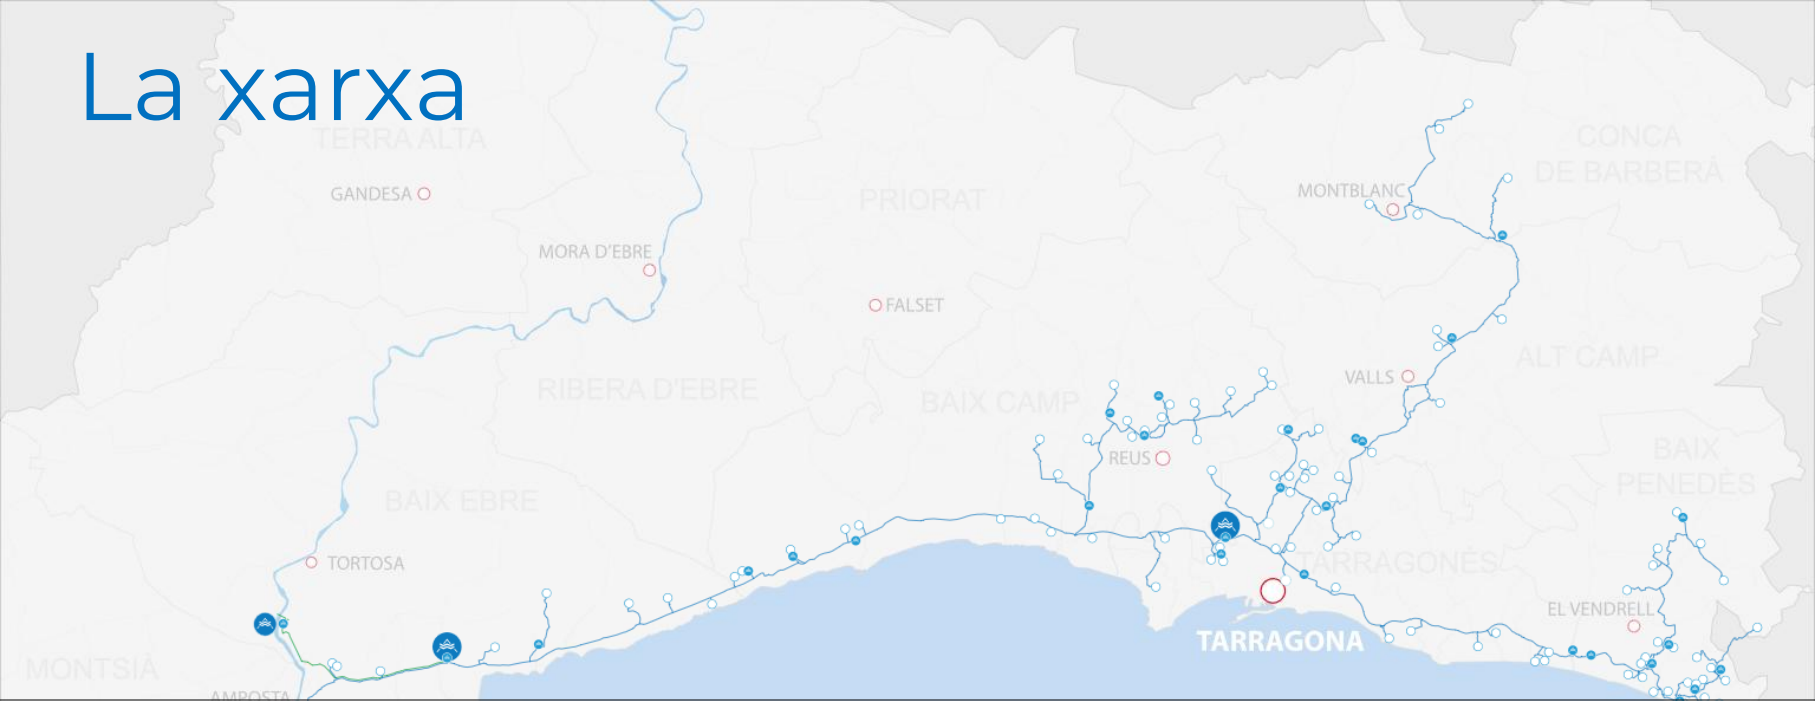 La xarxa
TERRA ALTA
GANDESA
MORA D'EBRE
PRIORAT
MONTBLANC
CONCA
DE BARBERÀ
FALSET
RIBERA D'EBRE
BAIX CAMP
VALLS
ALT CAMP
REUS
BAIX
PENEDÈS
BAIX EBRE
TORTOSA
TARRAGONÈS
EL VENDRELL
TARRAGONA
MONTSIÀ
AMPOSTA